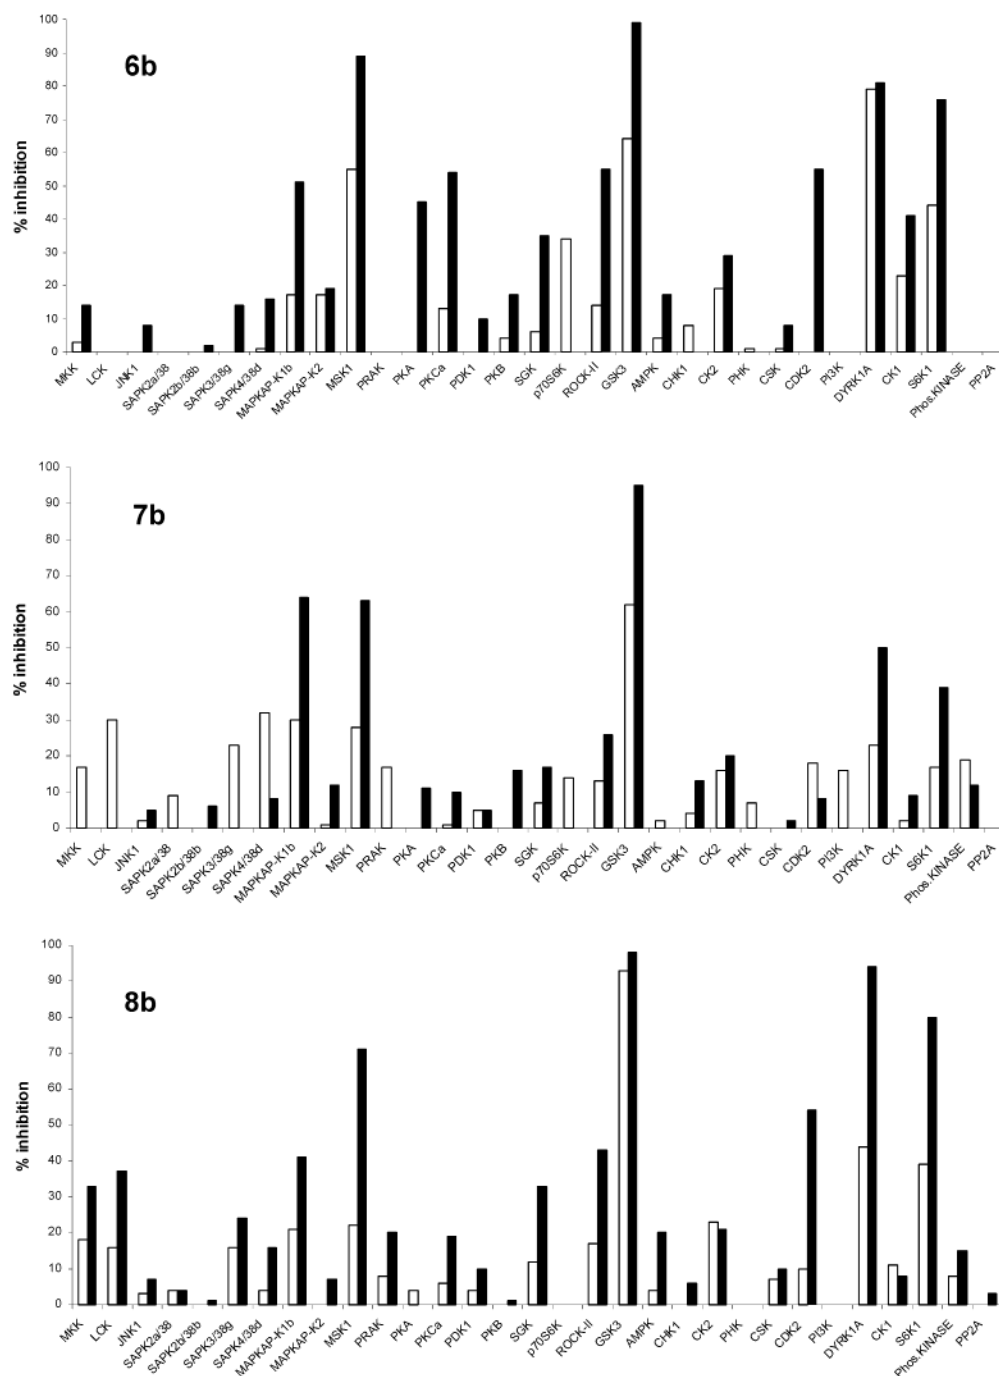 100
90
80
70
60
50
40
30
20
10
0
% inhibition
6b
MKK
LCK
JNK1
SAPK2a/38
SAPK2b/38b
SAPK3/38g
SAPK4/38d
MAPKAP-K1b
MAPKAP-K2
MSK1
PRAK
PKA
PKCa
PDK1
PKB
SGK
p70S6K
ROCK-II
GSK3
AMPK
CHK1
CK2
PHK
CSK
CDK2
PI3K
DYRK1A
CK1
S6K1
Phos.KINASE
PP2A
100
90
80
70
60
50
40
30
20
10
0
% inhibition
7b
MKK
LCK
JNK1
SAPK2a/38
SAPK2b/38b
SAPK3/38g
SAPK4/38d
MAPKAP-K1b
MAPKAP-K2
MSK1
PRAK
PKA
PKCa
PDK1
PKB
SGK
p70S6K
ROCK-II
GSK3
AMPK
CHK1
CK2
PHK
CSK
CDK2
PI3K
DYRK1A
CK1
S6K1
Phos.KINASE
PP2A
100
90
80
70
60
50
40
30
20
10
0
% inhibition
8b
MKK
LCK
JNK1
SAPK2a/38
SAPK2b/38b
SAPK3/38g
SAPK4/38d
MAPKAP-K1b
MAPKAP-K2
MSK1
PRAK
PKA
PKCa
PDK1
PKB
SGK
p70S6K
ROCK-II
GSK3
AMPK
CHK1
CK2
PHK
CSK
CDK2
PI3K
DYRK1A
CK1
S6K1
Phos.KINASE
PP2A